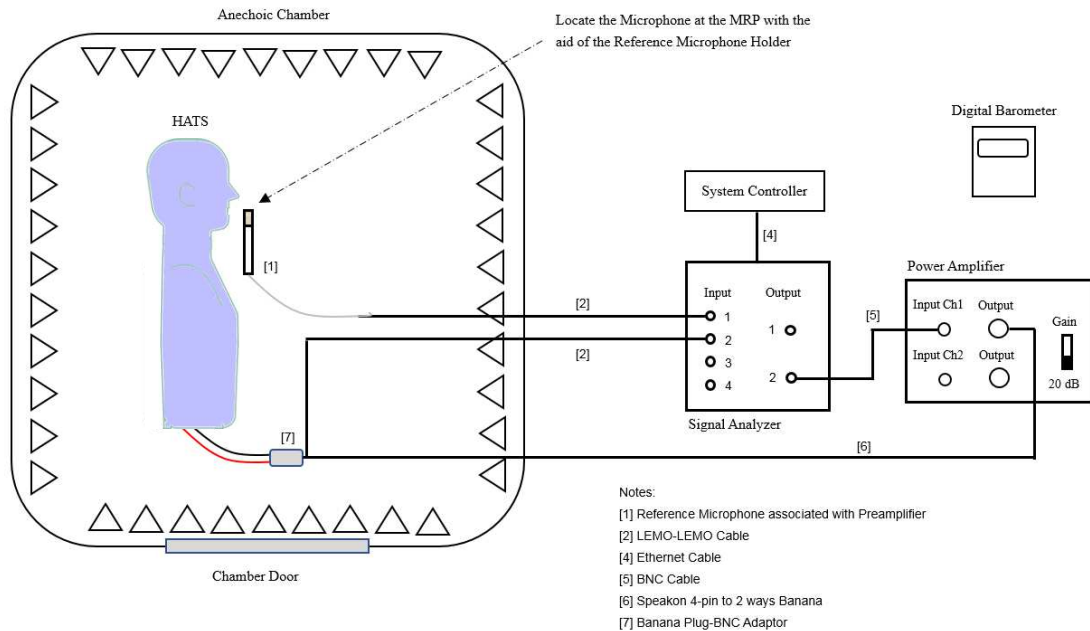 Anechoic Chamber
Locate the Microphone at the MRP with the
aid of the Reference Microphone Holder
HATS
Digital Barometer
System Controller
[4]
[1]
[2]
[2]
Input
Output
1
2
3
4
1
2
Signal Analyzer
[5]
Power Amplifier
Input Ch1
Output
Input Ch2
Output
Gain
20 dB
[7]
[6]
Chamber Door
Notes:
[1] Reference Microphone associated with Preamplifier
[2] LEMO-LEMO Cable
[4] Ethernet Cable
[5] BNC Cable
[6] Speakon 4-pin to 2 ways Banana
[7] Banana Plug-BNC Adaptor